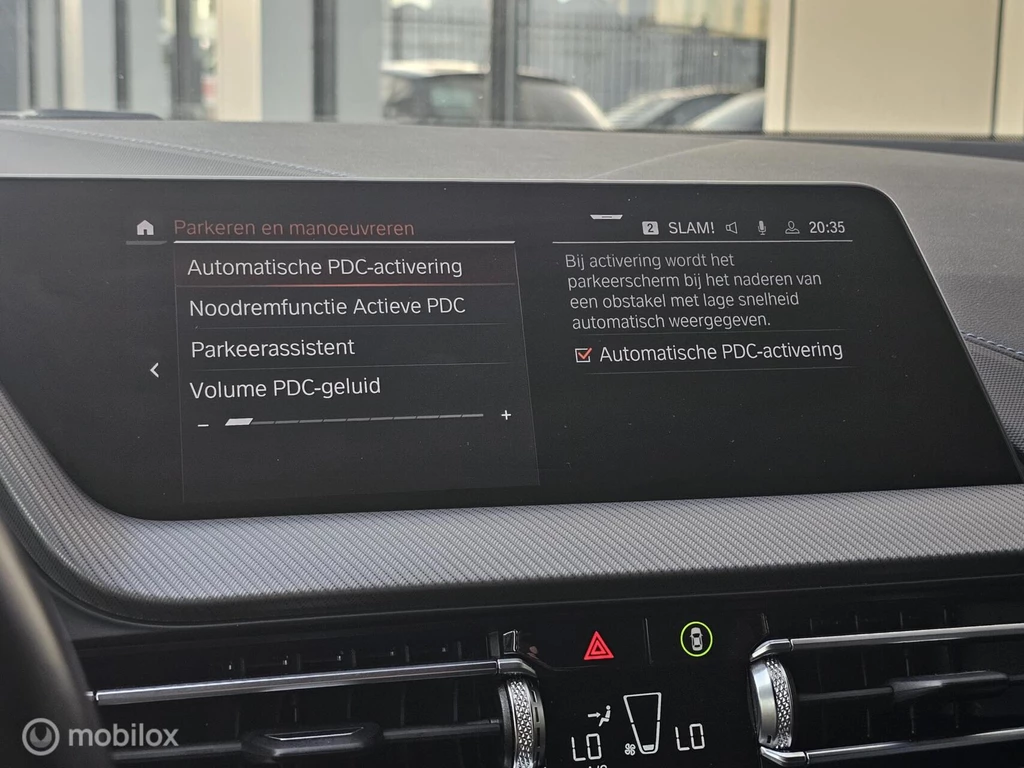 Parkeren en manoeuvreren
2 SLAM! 20:35
Automatische PDC-activering
Noodremfunctie Actieve PDC
Parkeerassistent
Volume PDC-geluid
- +
Bij activering wordt het
parkeerscherm bij het naderen van
een obstakel met lage snelheid
automatisch weergegeven.
Automatische PDC-activering
LO LO
mobilox